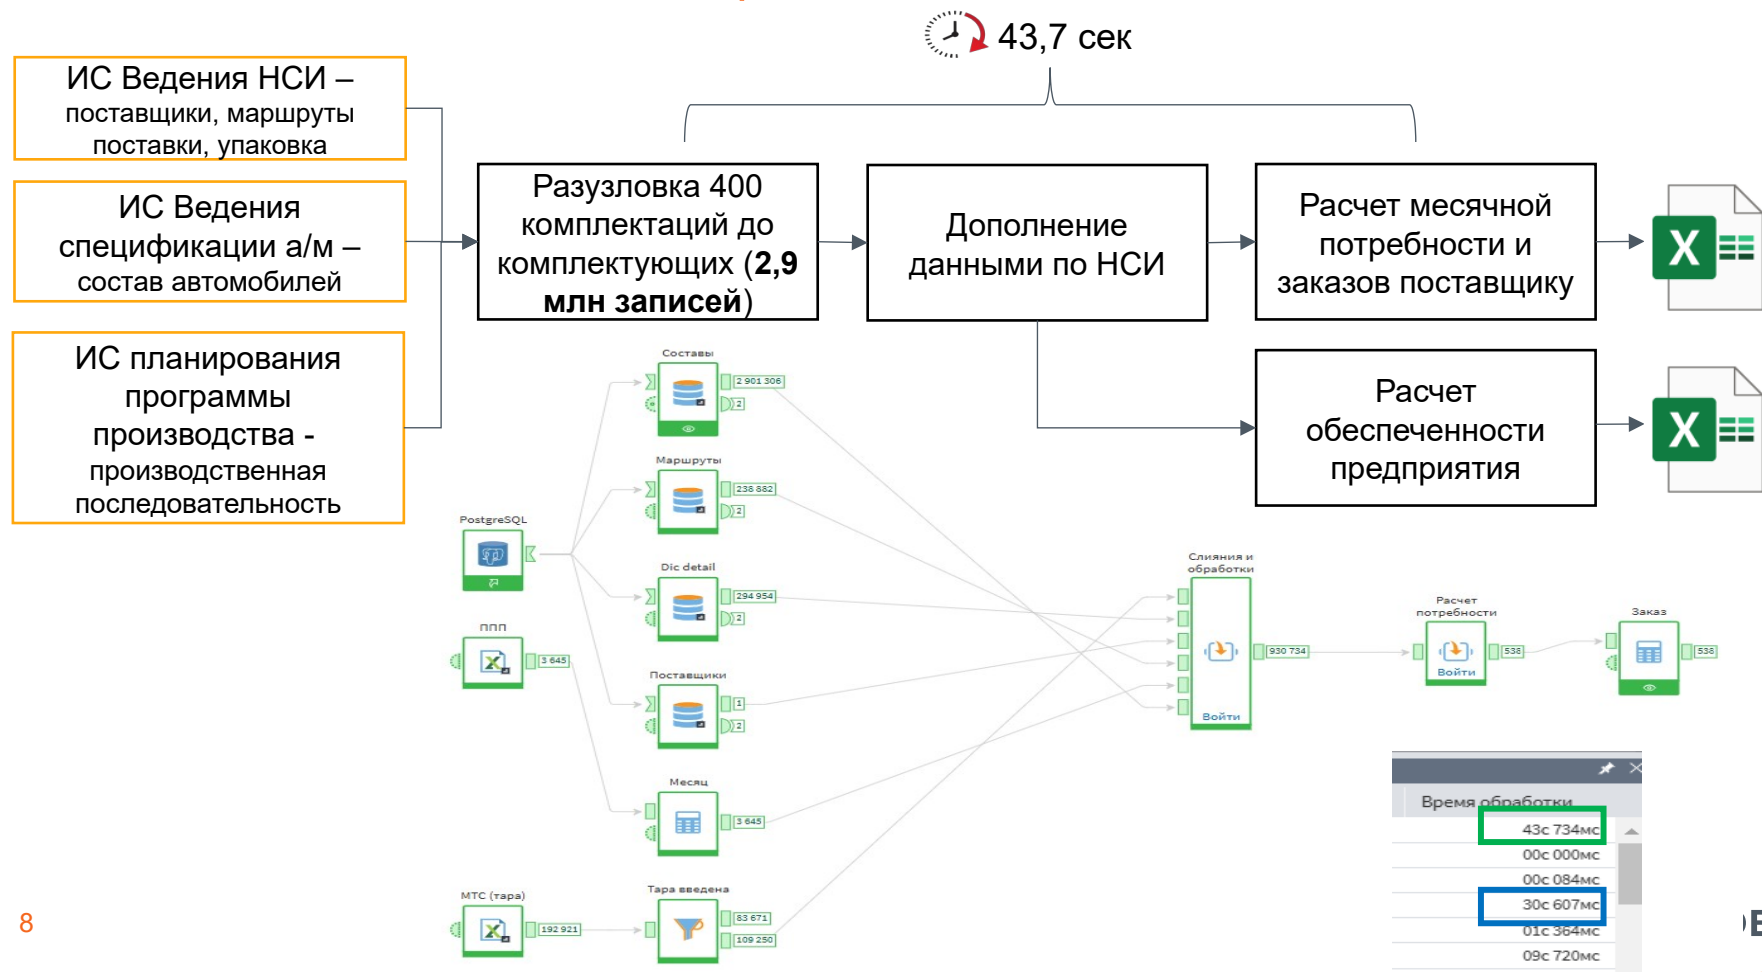 43,7 сек
ИС Ведения НСИ –
поставщики, маршруты
поставки, упаковка
ИС Ведения
спецификации а/м –
состав автомобилей
ИС планирования
программы
производства -
производственная
последовательность
Разузловка 400
комплектаций до
комплектующих (2,9
млн записей)
Дополнение
данными по НСИ
Расчет месячной
потребности и
заказов поставщику
X
Расчет
обеспеченности
предприятия
X
Составы
2 901 306
2
Маршруты
238 882
2
PostgreSQL
Dic detail
294 954
2
ППП
3 645
Поставщики
1
2
Месяц
3 645
МТС (тара)
192 921
Тара введена
83 671
109 250
Слияния и
обработки
930 734
Войти
Расчет
потребности
538
Войти
Заказ
538
Время обработки
43с 734мс
00с 000мс
00с 084мс
30с 607мс
01с 364мс
09с 720мс
8